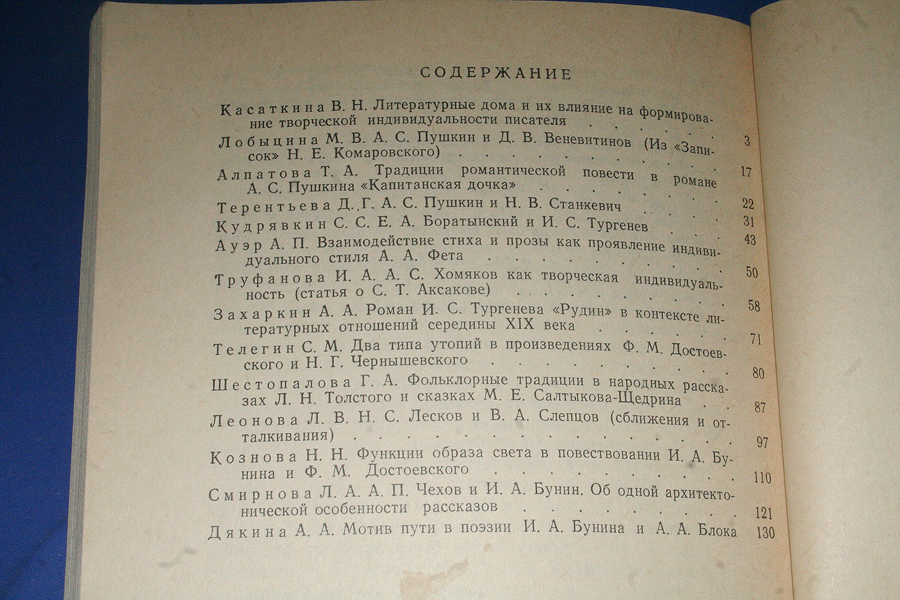 СОДЕРЖАНИЕ
Касаткина В. Н. Литературные дома и их влияние на формирова-
ние творческой индивидуальности писателя . . . . . . 3
Лобыцина М. В. А. С. Пушкин и Д. В. Веневитинов (Из «Запи-
сок» Н. Е. Комаровского) . . . . . . . . . . 17
Алпатова Т. А. Традиции романтической повести в романе
А. С. Пушкина «Капитанская дочка» . . . . . . . 22
Терентьева Д. Г. А. С. Пушкин и Н. В. Станкевич . . . . 31
Кудрявкин С. С. Е. А. Боратынский и И. С. Тургенев . . . 43
Ауэр А. П. Взаимодействие стиха и прозы как проявление индиви-
дуального стиля А. А. Фета . . . . . . . . . 50
Труфанова И. А. А. С. Хомяков как творческая индивидуаль-
ность (статья о С. Т. Аксакове) . . . . . . . . 58
Захаркин А. А. Роман И. С. Тургенева «Рудин» в контексте ли-
тературных отношений середины XIX века . . . . . . 71
Телегин С. М. Два типа утопий в произведениях Ф. М. Достоев-
ского и Н. Г. Чернышевского . . . . . . . . . 80
Шестопалова Г. А. Фольклорные традиции в народных расска-
зах Л. Н. Толстого и сказках М. Е. Салтыкова-Щедрина . . 87
Леонова Л. В. Н. С. Лесков и В. А. Слепцов (сближения и от-
талкивания) . . . . . . . . . . . . . . 97
Кознова Н. Н. Функции образа света в повествовании И. А. Бу-
нина и Ф. М. Достоевского . . . . . . . . . 110
Смирнова Л. А. А. П. Чехов и И. А. Бунин. Об одной архитекто-
нической особенности рассказов . . . . . . . . 121
Дякина А. А. Мотив пути в поэзии И. А. Бунина и А. А. Блока 130